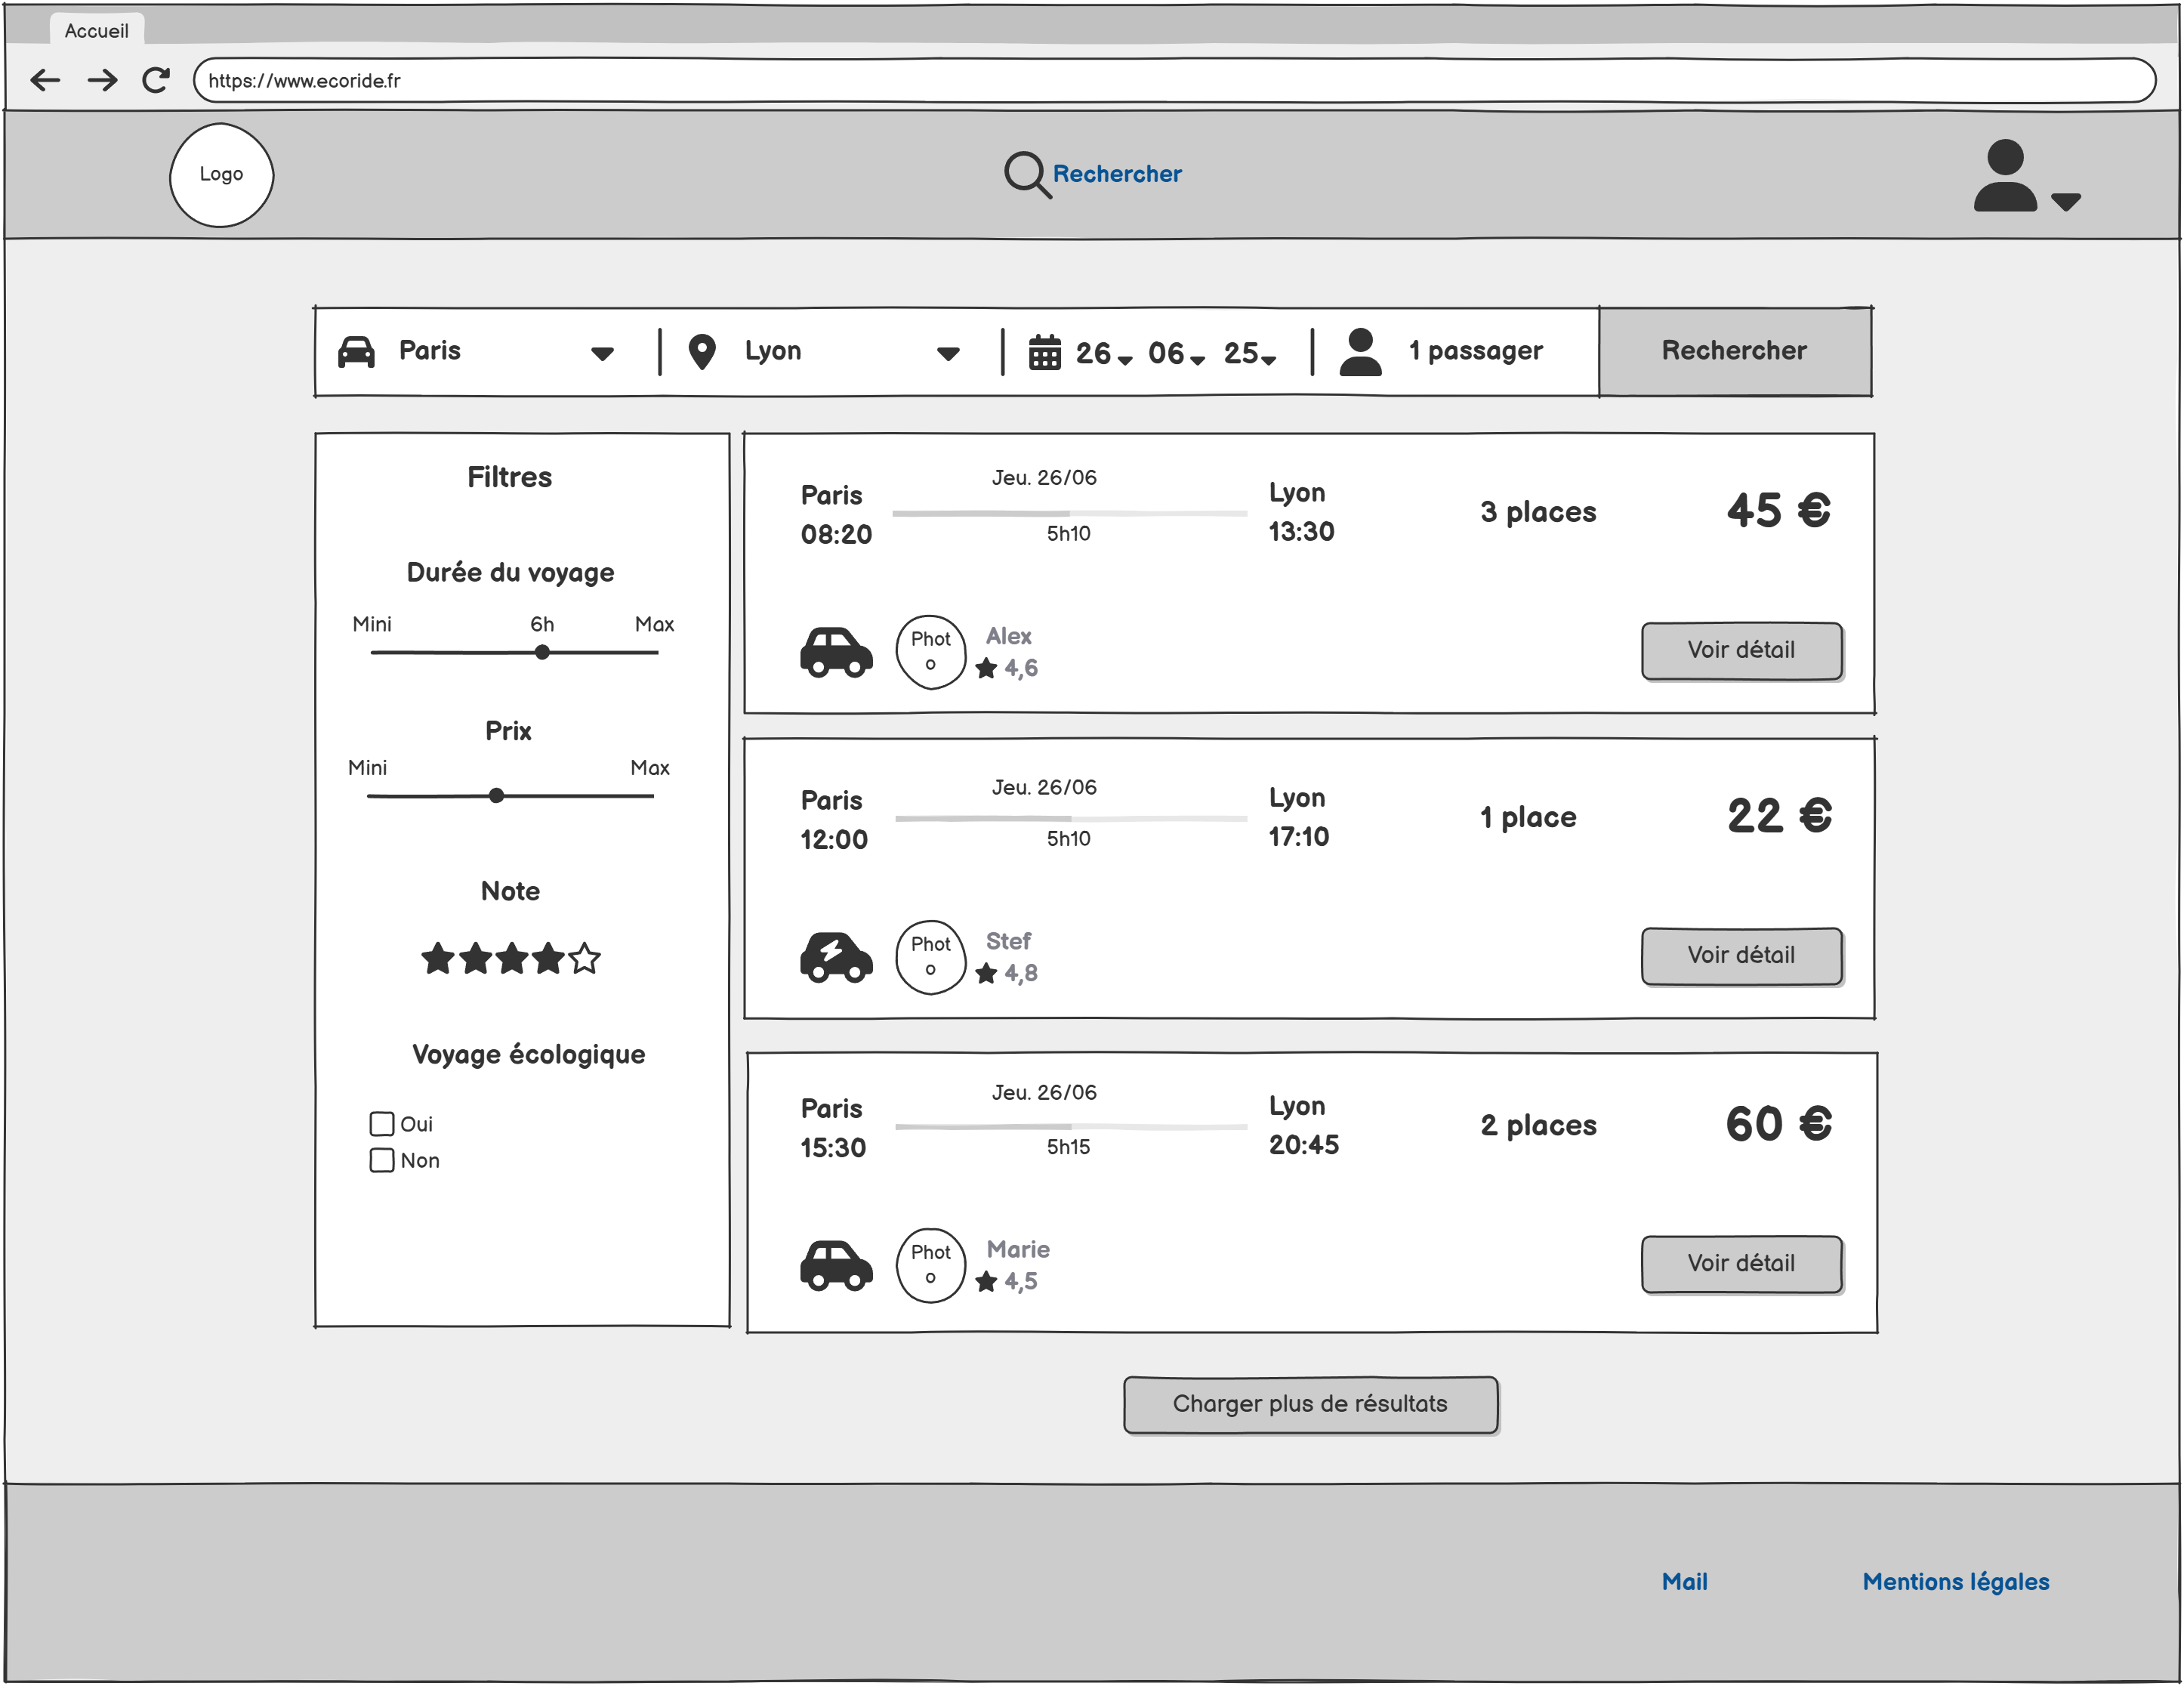 Accueil
https://www.ecoride.fr
Logo
Rechercher
Paris
Lyon
26 06 25
1 passager
Rechercher
Filtres
Durée du voyage
Mini 6h Max
Prix
Mini Max
Note
Voyage écologique
Oui
Non
Jeu. 26/06
Paris
Lyon
3 places
45 €
08:20
5h10
13:30
Phot
o
Alex
4,6
Voir détail
Jeu. 26/06
Paris
Lyon
1 place
22 €
12:00
5h10
17:10
Phot
o
Stef
4,8
Voir détail
Jeu. 26/06
Paris
Lyon
2 places
60 €
15:30
5h15
20:45
Phot
o
Marie
4,5
Voir détail
Charger plus de résultats
Mail
Mentions légales